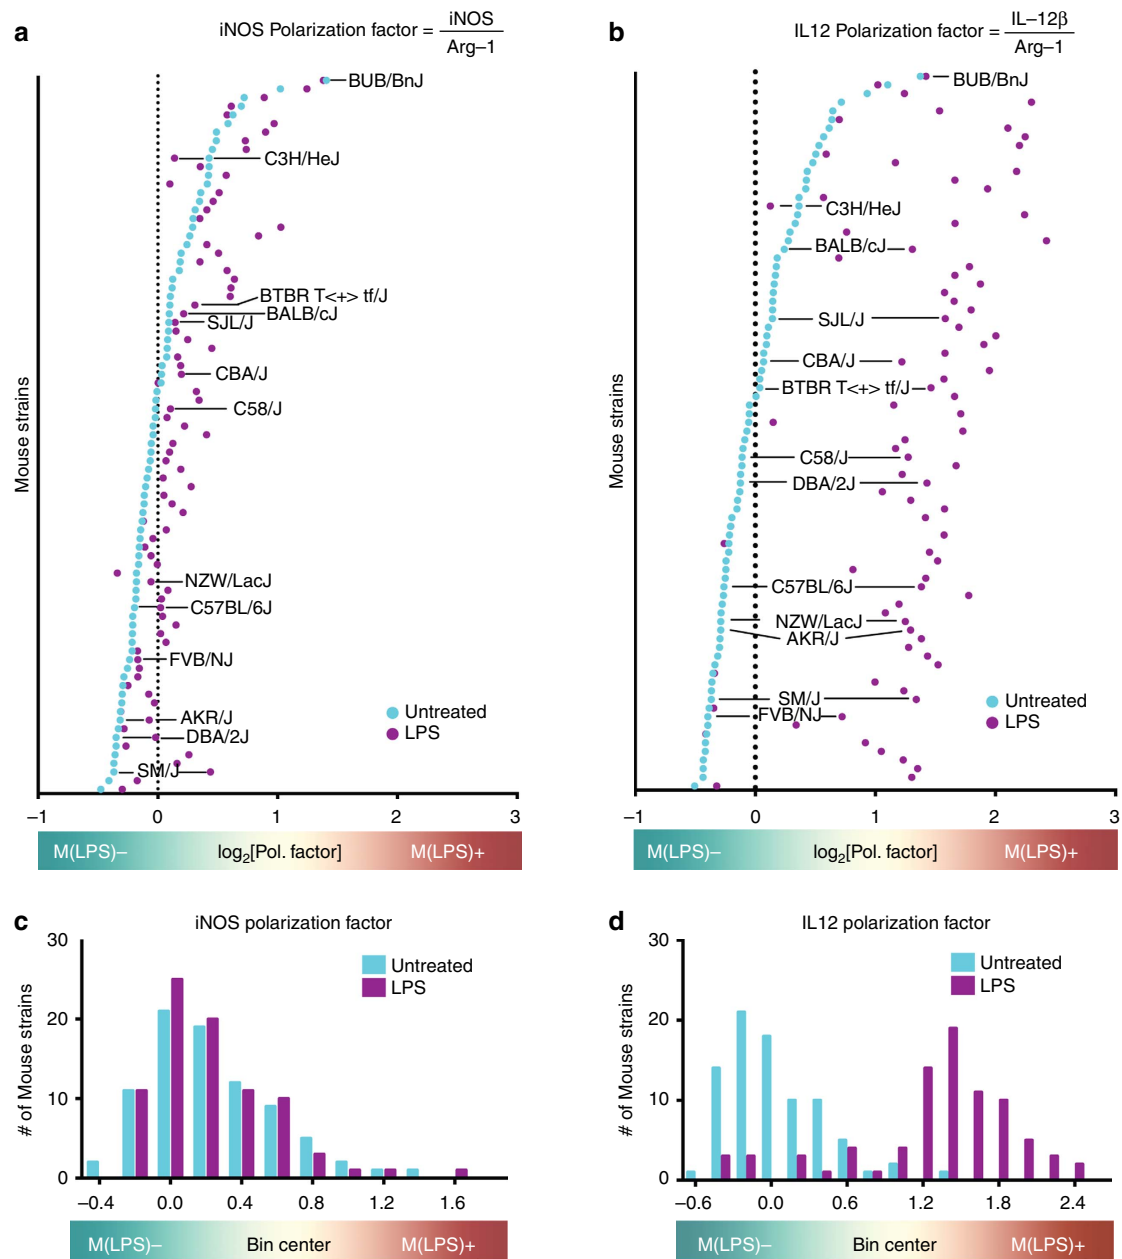 a
iNOS Polarization factor = iNOS
Arg–1
BUB/BnJ
C3H/HeJ
BTBR T<+> tf/J
BALB/cJ
SJL/J
CBA/J
C58/J
NZW/LacJ
C57BL/6J
FVB/NJ
AKR/J
DBA/2J
SM/J
Untreated
LPS
Mouse strains
–1 0 1 2 3
M(LPS)– log2[Pol. factor] M(LPS)+
b
IL12 Polarization factor = IL–12β
Arg–1
BUB/BnJ
C3H/HeJ
BALB/cJ
SJL/J
CBA/J
BTBR T<+> tf/J
C58/J
DBA/2J
C57BL/6J
NZW/LacJ
AKR/J
SM/J
FVB/NJ
Untreated
LPS
Mouse strains
–1 0 1 2 3
M(LPS)– log2[Pol. factor] M(LPS)+
c
iNOS polarization factor
30
20
10
0
# of Mouse strains
Untreated
LPS
–0.4 0.0 0.4 0.8 1.2 1.6
M(LPS)– Bin center M(LPS)+
d
IL12 polarization factor
30
20
10
0
# of Mouse strains
Untreated
LPS
–0.6 0.0 0.6 1.2 1.8 2.4
M(LPS)– Bin center M(LPS)+